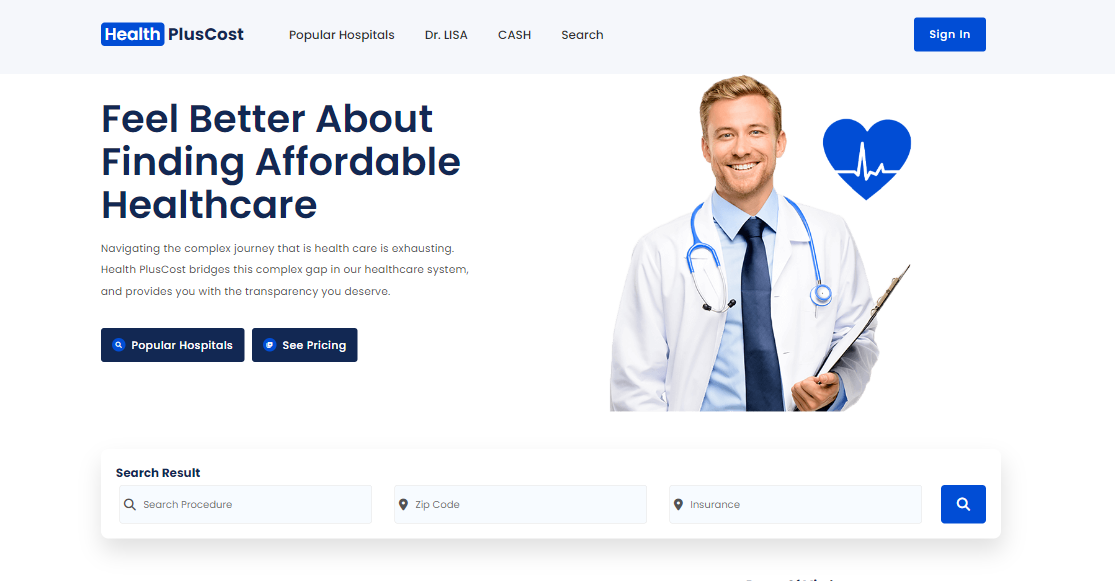 Health PlusCost
Popular Hospitals
Dr. LISA
CASH
Search
Sign In
Feel Better About
Finding Affordable
Healthcare
Navigating the complex journey that is health care is exhausting.
Health PlusCost bridges this complex gap in our healthcare system,
and provides you with the transparency you deserve.
Popular Hospitals
See Pricing
Search Result
Search Procedure
Zip Code
Insurance